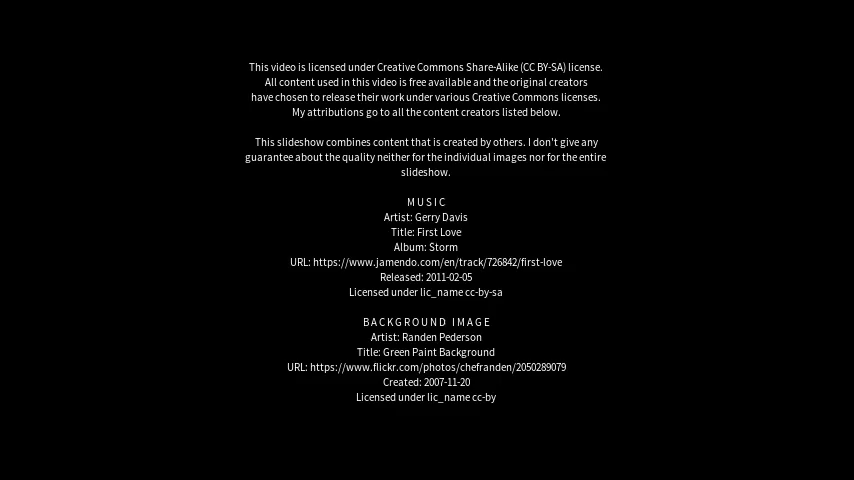 This video is licensed under Creative Commons Share-Alike (CC BY-SA) license.
All content used in this video is free available and the original creators
have chosen to release their work under various Creative Commons licenses.
My attributions go to all the content creators listed below.
This slideshow combines content that is created by others. I don't give any
guarantee about the quality neither for the individual images nor for the entire
slideshow.
MUSIC
Artist: Gerry Davis
Title: First Love
Album: Storm
URL: https://www.jamendo.com/en/track/726842/first-love
Released: 2011-02-05
Licensed under lic_name cc-by-sa
BACKGROUND IMAGE
Artist: Randen Pederson
Title: Green Paint Background
URL: https://www.flickr.com/photos/chefranden/2050289079
Created: 2007-11-20
Licensed under lic_name cc-by